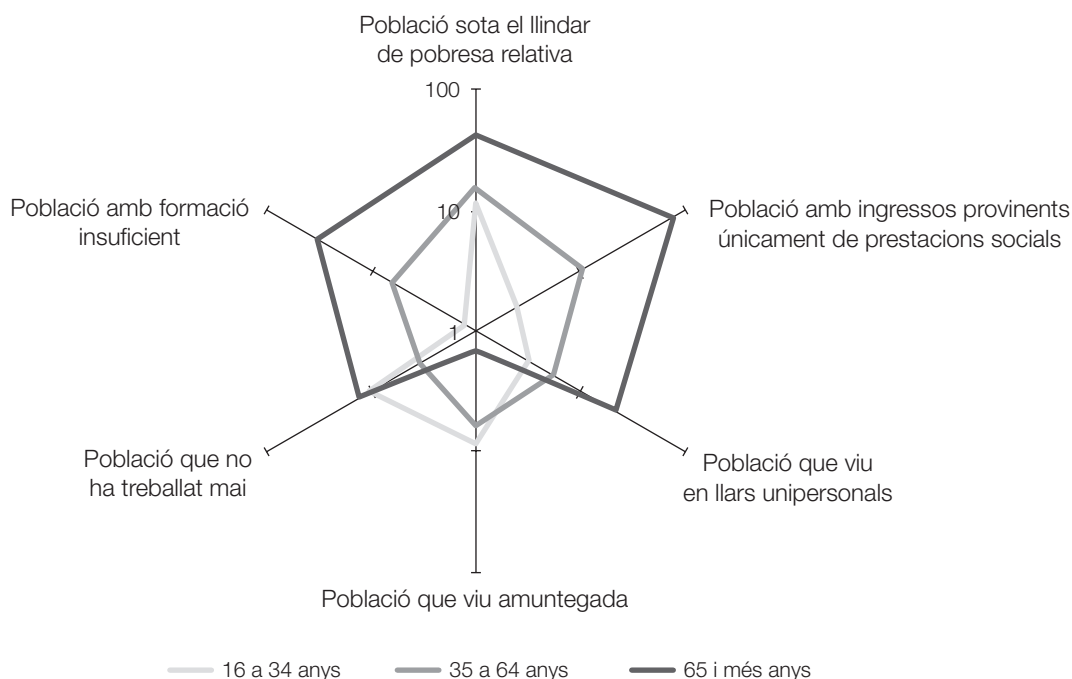 Població sota el llindar
de pobresa relativa
100
Població amb formació
insuficient
10
Població amb ingressos provinents
únicament de prestacions socials
1
Població que no
ha treballat mai
Població que viu
en llars unipersonals
Població que viu amuntegada
16 a 34 anys
35 a 64 anys
65 i més anys